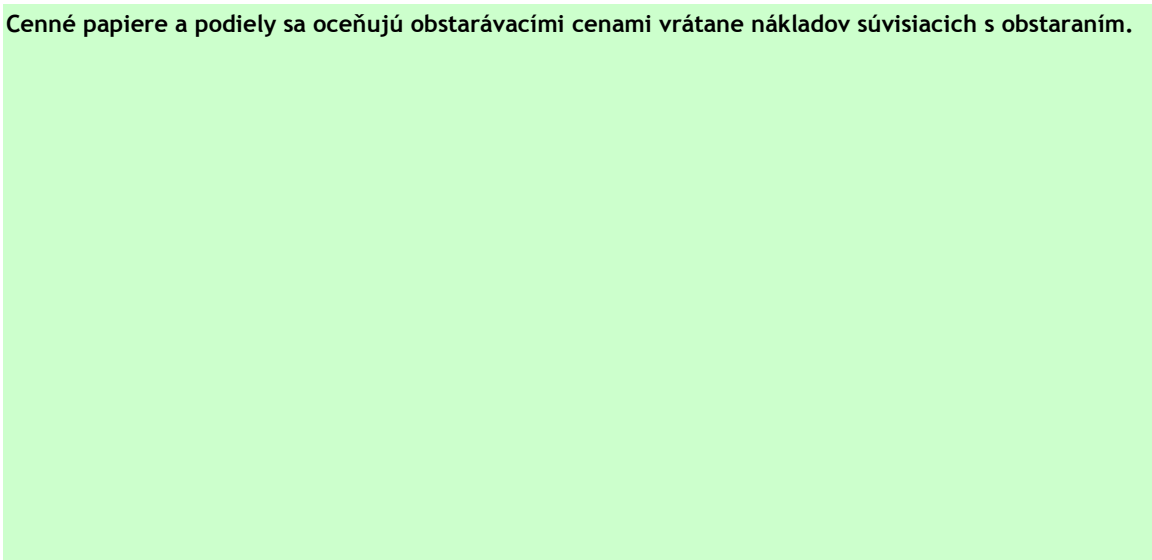 Cenné papiere a podiely sa oceňujú obstarávacími cenami vrátane nákladov súvisiacich s obstaraním.